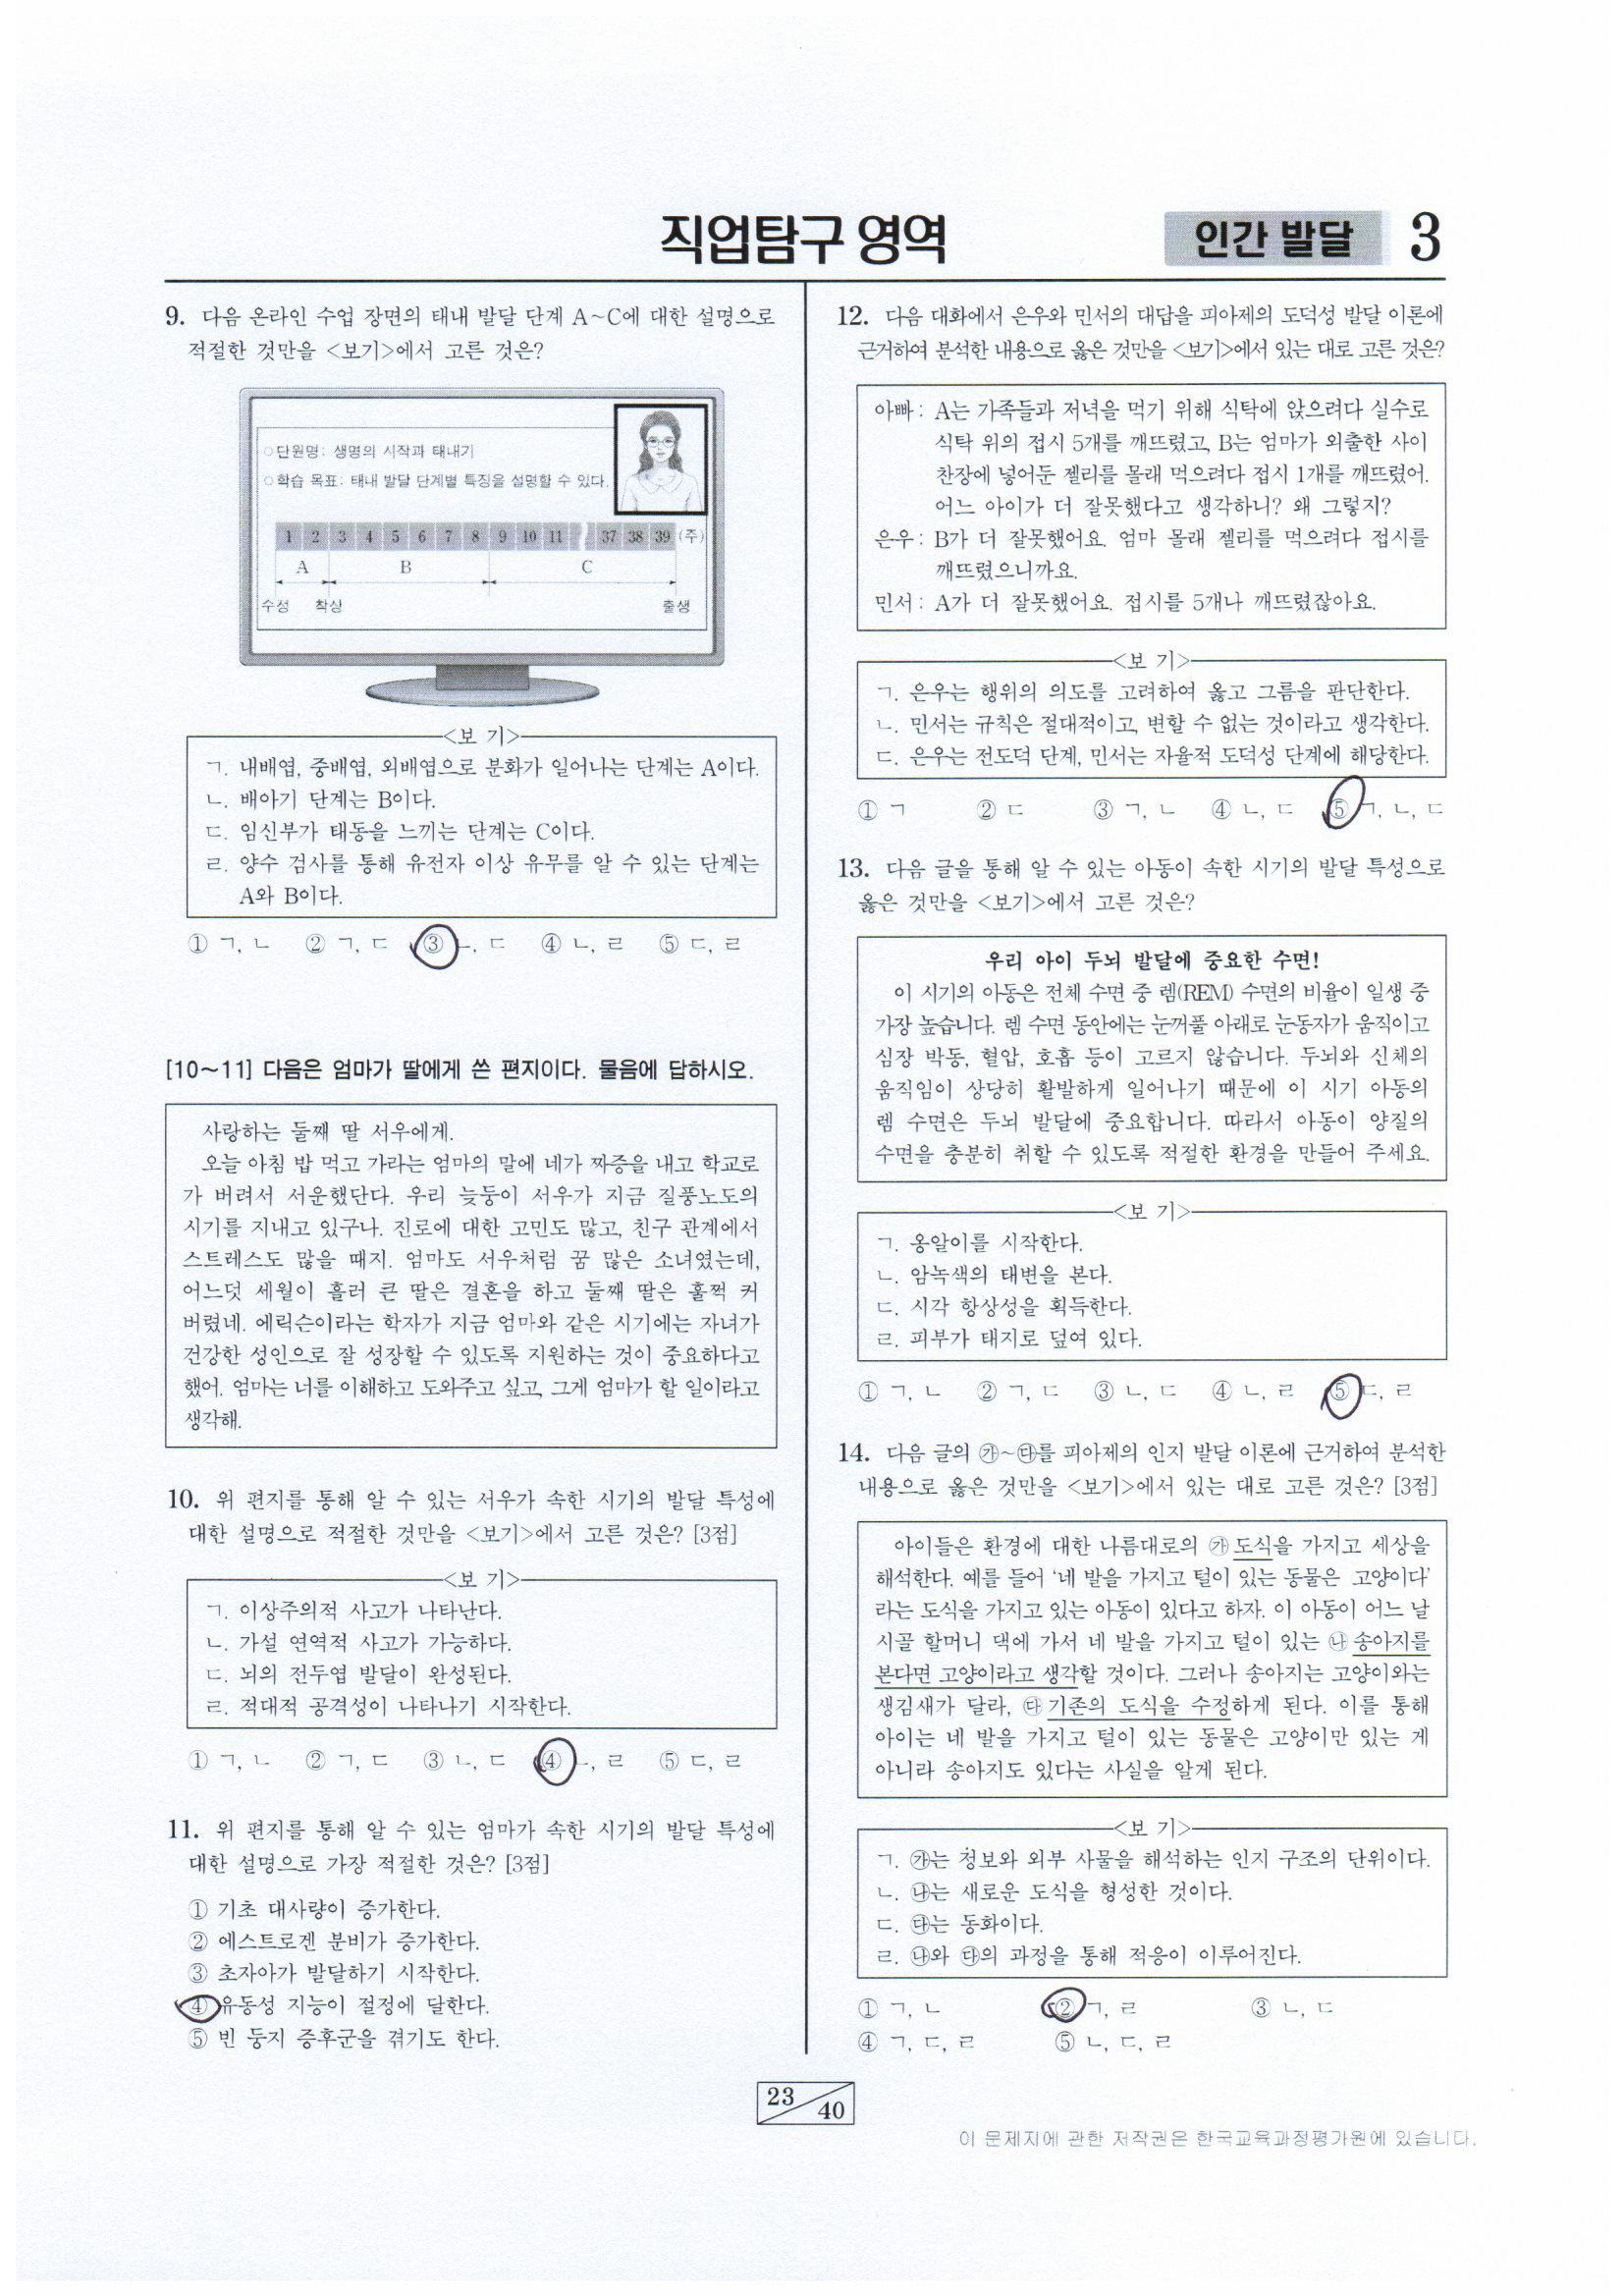 직업탐구 영역
인간 발달
3
9. 다음 온라인 수업 장면의 태내 발달 단계 A~C에 대한 설명으로
적절한 것만을 <보기>에서 고른 것은?
○단원명: 생명의 시작과 태내기
○학습 목표: 태내 발달 단계별 특징을 설명할 수 있다.
1 2 3 4 5 6 7 8 9 10 11 37 38 39 (주)
A B C
수정 착상 출생
<보 기>
ㄱ. 내배엽, 중배엽, 외배엽으로 분화가 일어나는 단계는 A이다.
ㄴ. 배아기 단계는 B이다.
ㄷ. 임신부가 태동을 느끼는 단계는 C이다.
ㄹ. 양수 검사를 통해 유전자 이상 유무를 알 수 있는 단계는
A와 B이다.
① ㄱ, ㄴ ② ㄱ, ㄷ ③ ㄴ, ㄷ ④ ㄴ, ㄹ ⑤ ㄷ, ㄹ
[10~11] 다음은 엄마가 딸에게 쓴 편지이다. 물음에 답하시오.
사랑하는 둘째 딸 서우에게.
오늘 아침 밥 먹고 가라는 엄마의 말에 네가 짜증을 내고 학교로
가 버려서 서운했단다. 우리 늦둥이 서우가 지금 질풍노도의
시기를 지내고 있구나. 진로에 대한 고민도 많고, 친구 관계에서
스트레스도 많을 때지. 엄마도 서우처럼 꿈 많은 소녀였는데,
어느덧 세월이 흘러 큰 딸은 결혼을 하고 둘째 딸은 훌쩍 커
버렸네. 에릭슨이라는 학자가 지금 엄마와 같은 시기에는 자녀가
건강한 성인으로 잘 성장할 수 있도록 지원하는 것이 중요하다고
했어. 엄마는 너를 이해하고 도와주고 싶고, 그게 엄마가 할 일이라고
생각해.
10. 위 편지를 통해 알 수 있는 서우가 속한 시기의 발달 특성에
대한 설명으로 적절한 것만을 <보기>에서 고른 것은? [3점]
<보 기>
ㄱ. 이상주의적 사고가 나타난다.
ㄴ. 가설 연역적 사고가 가능하다.
ㄷ. 뇌의 전두엽 발달이 완성된다.
ㄹ. 적대적 공격성이 나타나기 시작한다.
① ㄱ, ㄴ ② ㄱ, ㄷ ③ ㄴ, ㄷ ④ ㄴ, ㄹ ⑤ ㄷ, ㄹ
11. 위 편지를 통해 알 수 있는 엄마가 속한 시기의 발달 특성에
대한 설명으로 가장 적절한 것은? [3점]
① 기초 대사량이 증가한다.
② 에스트로겐 분비가 증가한다.
③ 초자아가 발달하기 시작한다.
④ 유동성 지능이 절정에 달한다.
⑤ 빈 둥지 증후군을 겪기도 한다.
12. 다음 대화에서 은우와 민서의 대답을 피아제의 도덕성 발달 이론에
근거하여 분석한 내용으로 옳은 것만을 <보기>에서 있는 대로 고른 것은?
아빠 : A는 가족들과 저녁을 먹기 위해 식탁에 앉으려다 실수로
식탁 위의 접시 5개를 깨뜨렸고, B는 엄마가 외출한 사이
찬장에 넣어둔 젤리를 몰래 먹으려다 접시 1개를 깨뜨렸어.
어느 아이가 더 잘못했다고 생각하니? 왜 그렇지?
은우 : B가 더 잘못했어요. 엄마 몰래 젤리를 먹으려다 접시를
깨뜨렸으니까요.
민서 : A가 더 잘못했어요. 접시를 5개나 깨뜨렸잖아요.
<보 기>
ㄱ. 은우는 행위의 의도를 고려하여 옳고 그름을 판단한다.
ㄴ. 민서는 규칙은 절대적이고, 변할 수 없는 것이라고 생각한다.
ㄷ. 은우는 전도덕 단계, 민서는 자율적 도덕성 단계에 해당한다.
① ㄱ ② ㄷ ③ ㄱ, ㄴ ④ ㄴ, ㄷ ⑤ ㄱ, ㄴ, ㄷ
13. 다음 글을 통해 알 수 있는 아동이 속한 시기의 발달 특성으로
옳은 것만을 <보기>에서 고른 것은?
우리 아이 두뇌 발달에 중요한 수면!
이 시기의 아동은 전체 수면 중 렘(REM) 수면의 비율이 일생 중
가장 높습니다. 렘 수면 동안에는 눈꺼풀 아래로 눈동자가 움직이고
심장 박동, 혈압, 호흡 등이 고르지 않습니다. 두뇌와 신체의
움직임이 상당히 활발하게 일어나기 때문에 이 시기 아동의
렘 수면은 두뇌 발달에 중요합니다. 따라서 아동이 양질의
수면을 충분히 취할 수 있도록 적절한 환경을 만들어 주세요.
<보 기>
ㄱ. 옹알이를 시작한다.
ㄴ. 암녹색의 태변을 본다.
ㄷ. 시각 항상성을 획득한다.
ㄹ. 피부가 태지로 덮여 있다.
① ㄱ, ㄴ ② ㄱ, ㄷ ③ ㄴ, ㄷ ④ ㄴ, ㄹ ⑤ ㄷ, ㄹ
14. 다음 글의 ㉮~㉰를 피아제의 인지 발달 이론에 근거하여 분석한
내용으로 옳은 것만을 <보기>에서 있는 대로 고른 것은? [3점]
아이들은 환경에 대한 나름대로의 ㉮ 도식을 가지고 세상을
해석한다. 예를 들어 '네 발을 가지고 털이 있는 동물은 고양이다'
라는 도식을 가지고 있는 아동이 있다고 하자. 이 아동이 어느 날
시골 할머니 댁에 가서 네 발을 가지고 털이 있는 ㉯ 송아지를
본다면 고양이라고 생각할 것이다. 그러나 송아지는 고양이와는
생김새가 달라, ㉰ 기존의 도식을 수정하게 된다. 이를 통해
아이는 네 발을 가지고 털이 있는 동물은 고양이만 있는 게
아니라 송아지도 있다는 사실을 알게 된다.
<보 기>
ㄱ. ㉮는 정보와 외부 사물을 해석하는 인지 구조의 단위이다.
ㄴ. ㉯는 새로운 도식을 형성한 것이다.
ㄷ. ㉰는 동화이다.
ㄹ. ㉯와 ㉰의 과정을 통해 적응이 이루어진다.
① ㄱ, ㄴ ② ㄱ, ㄹ ③ ㄴ, ㄷ
④ ㄱ, ㄷ, ㄹ ⑤ ㄴ, ㄷ, ㄹ
23
40
이 문제지에 관한 저작권은 한국교육과정평가원에 있습니다.